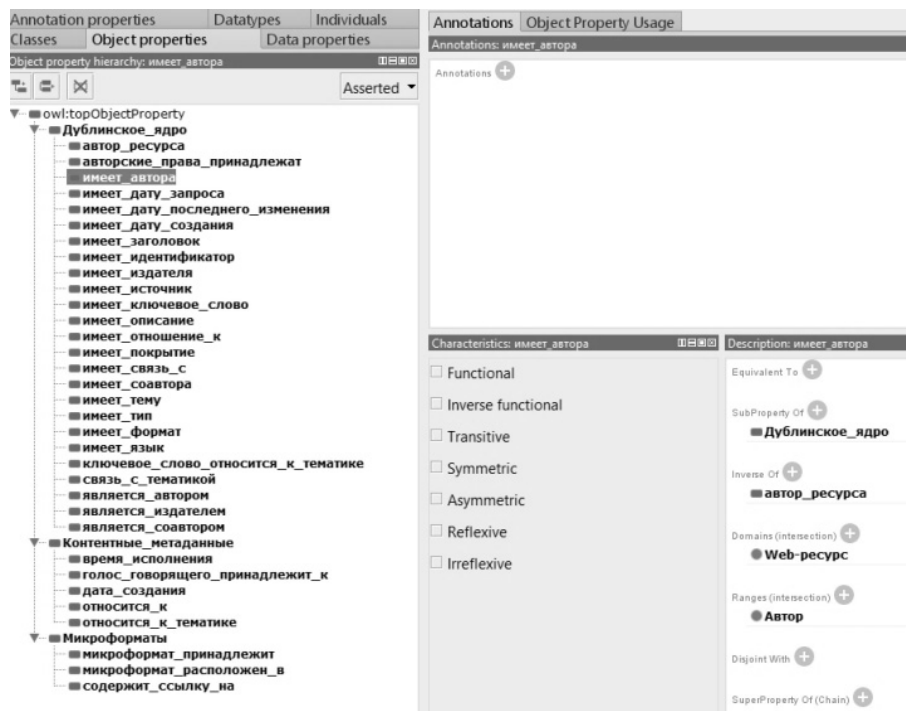 Annotation properties Datatypes Individuals
Classes Object properties Data properties
Object property hierarchy: имеет_автора
Asserted
owl:topObjectProperty
Дублинское_ядро
автор_ресурса
авторские_права_принадлежат
имеет_автора
имеет_дату_запроса
имеет_дату_последнего_изменения
имеет_дату_создания
имеет_заголовок
имеет_идентификатор
имеет_издателя
имеет_источник
имеет_ключевое_слово
имеет_описание
имеет_отношение_к
имеет_покрытие
имеет_связь_с
имеет_соавтора
имеет_тему
имеет_тип
имеет_формат
имеет_язык
ключевое_слово_относится_к_тематике
связь_с_тематикой
является_автором
является_издателем
является_соавтором
Контентные_метаданные
время_исполнения
голос_говорящего_принадлежит_к
дата_создания
относится_к
относится_к_тематике
Микроформаты
микроформат_принадлежит
микроформат_расположен_в
содержит_ссылку_на
Annotations Object Property Usage
Annotations: имеет_автора
Annotations
Characteristics: имеет_автора
Functional
Inverse functional
Transitive
Symmetric
Asymmetric
Reflexive
Irreflexive
Description: имеет_автора
Equivalent To
SubProperty Of
Дублинское_ядро
Inverse Of
автор_ресурса
Domains (intersection)
Web-ресурс
Ranges (intersection)
Автор
Disjoint With
SuperProperty Of (Chain)